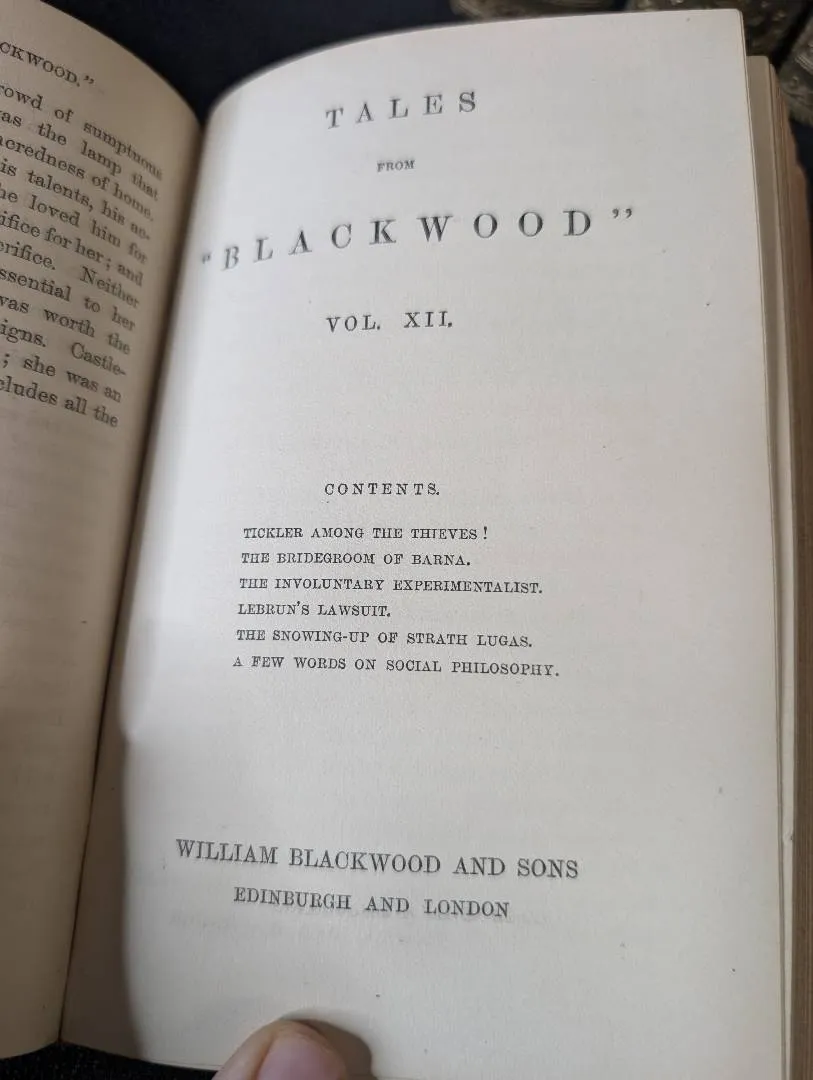 CKWOOD."
rowd of sumptuous
as the lamp that
acredness of home.
is talents, his ac-
he loved him for
ifice for her; and
rifice. Neither
ssential to her
vas worth the
igns. Castle-
; she was an
cludes all the
TALES
FROM
"BLACKWOOD"
VOL. XII.
CONTENTS.
TICKLER AMONG THE THIEVES!
THE BRIDEGROOM OF BARNA.
THE INVOLUNTARY EXPERIMENTALIST.
LEBRUN'S LAWSUIT.
THE SNOWING-UP OF STRATH LUGAS.
A FEW WORDS ON SOCIAL PHILOSOPHY.
WILLIAM BLACKWOOD AND SONS
EDINBURGH AND LONDON